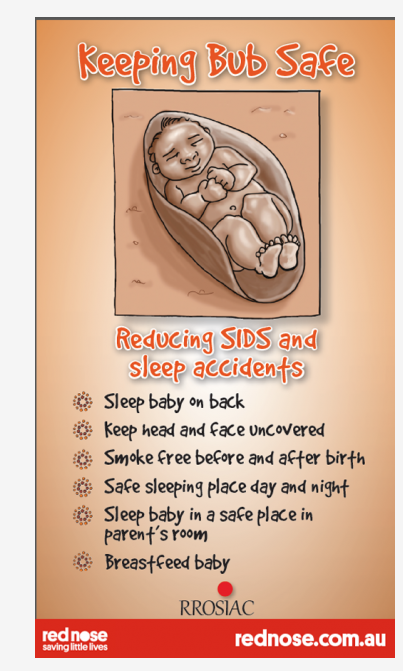 Keeping Bub Safe
Reducing SIDS and
sleep accidents
Sleep baby on back
Keep head and face uncovered
Smoke free before and after birth
Safe sleeping place day and night
Sleep baby in a safe place in
parent's room
Breastfeed baby
RROSIAC
red nose
saving little lives
rednose.com.au